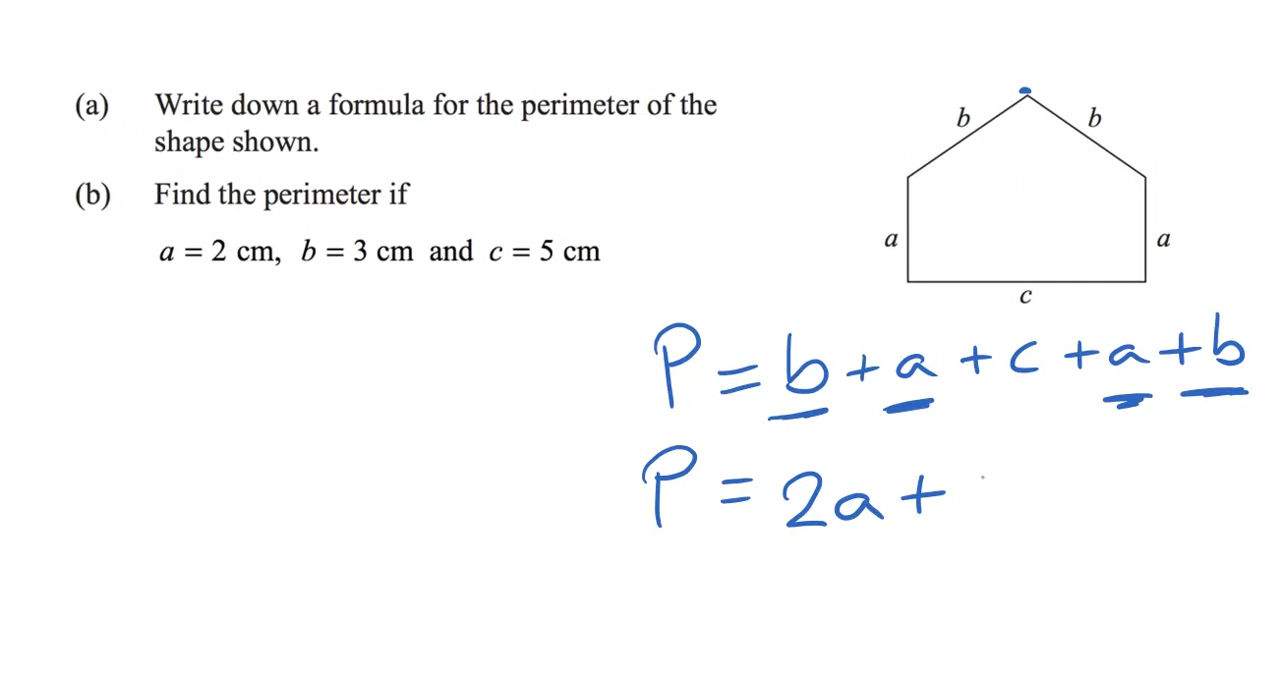 (a) Write down a formula for the perimeter of the
shape shown.
(b) Find the perimeter if
a = 2 cm, b = 3 cm and c = 5 cm
b b
a a
c
P = b + a + c + a + b
P = 2a +